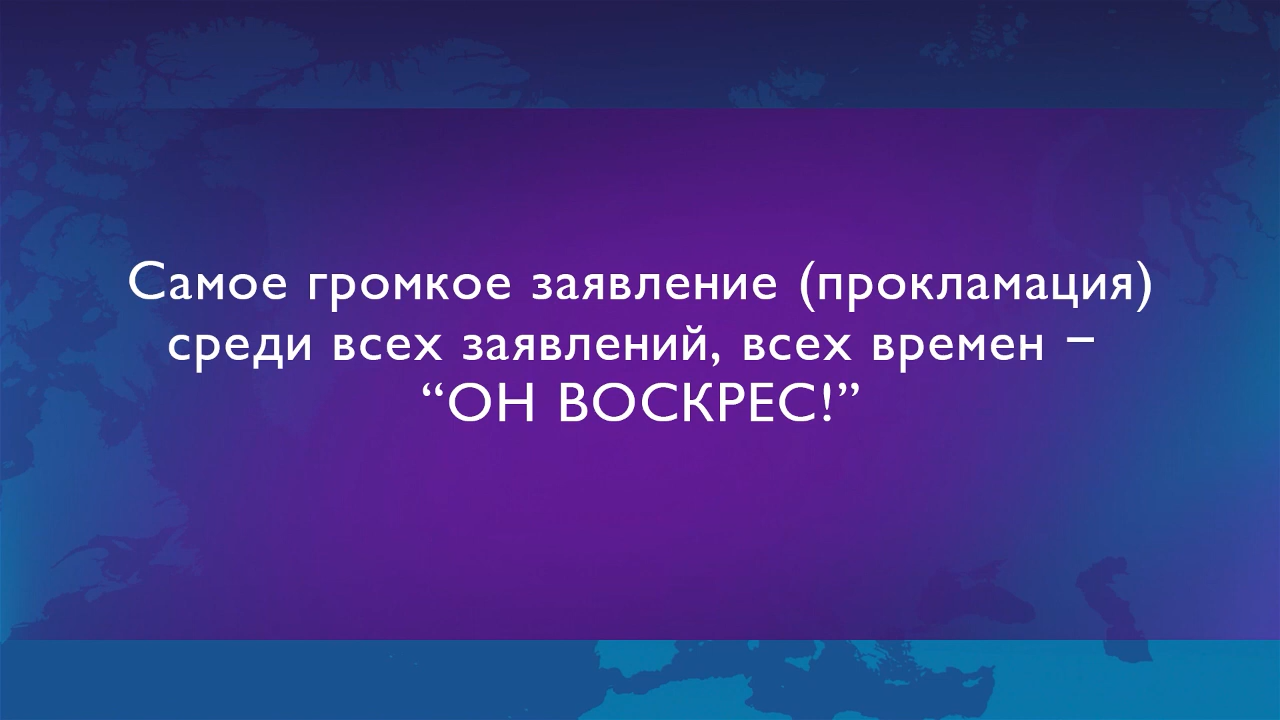 Самое громкое заявление (прокламация)
среди всех заявлений, всех времен –
“ОН ВОСКРЕС!”